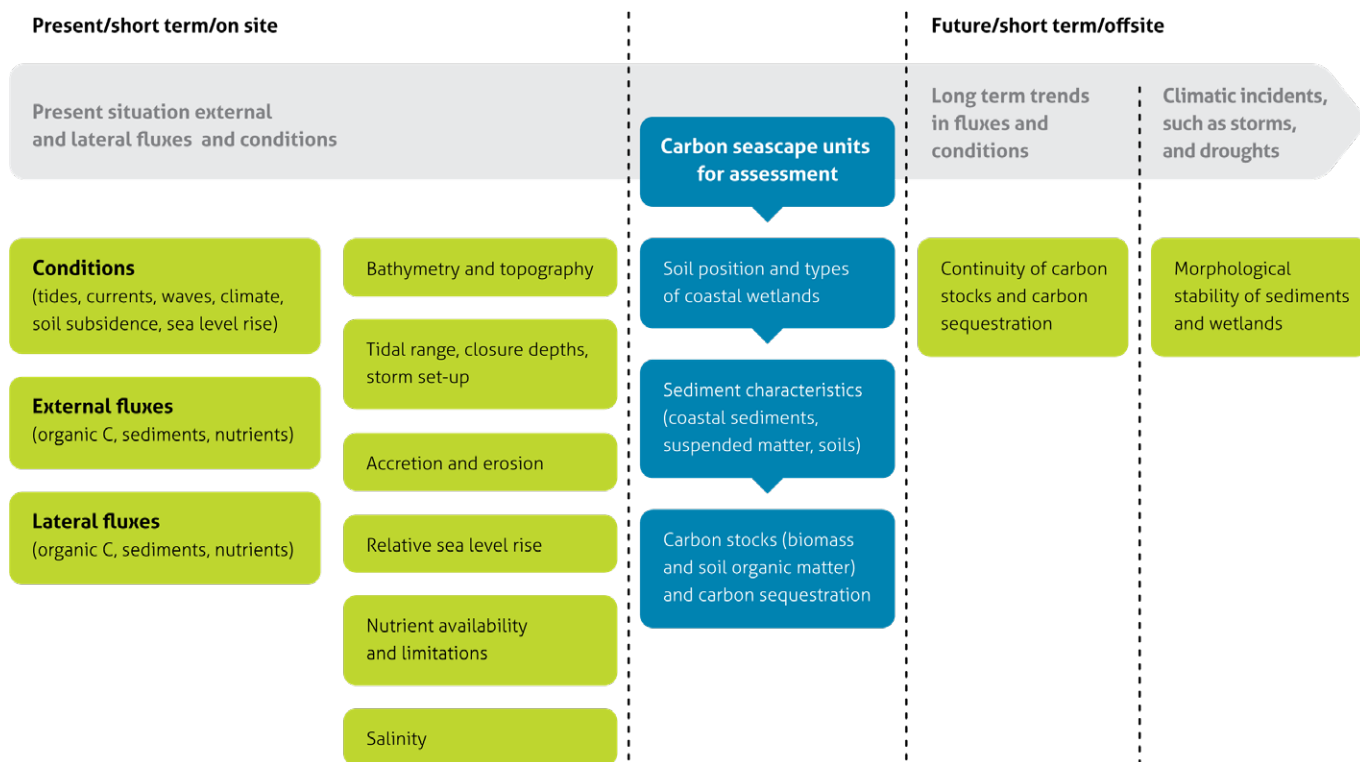 Present/short term/on site
Future/short term/offsite
Present situation external
and lateral fluxes and conditions
Carbon seascape units
for assessment
Long term trends
in fluxes and
conditions
Climatic incidents,
such as storms,
and droughts
Conditions
(tides, currents, waves, climate,
soil subsidence, sea level rise)
External fluxes
(organic C, sediments, nutrients)
Lateral fluxes
(organic C, sediments, nutrients)
Bathymetry and topography
Tidal range, closure depths,
storm set-up
Accretion and erosion
Relative sea level rise
Nutrient availability
and limitations
Salinity
Soil position and types
of coastal wetlands
Sediment characteristics
(coastal sediments,
suspended matter, soils)
Carbon stocks (biomass
and soil organic matter)
and carbon sequestration
Continuity of carbon
stocks and carbon
sequestration
Morphological
stability of sediments
and wetlands